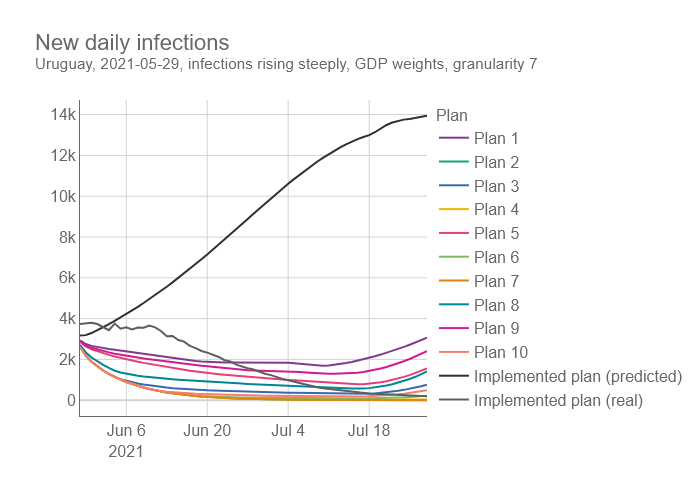 New daily infections
Uruguay, 2021-05-29, infections rising steeply, GDP weights, granularity 7
14k
12k
10k
8k
6k
4k
2k
0
Jun 6
2021
Jun 20
Jul 4
Jul 18
Plan
Plan 1
Plan 2
Plan 3
Plan 4
Plan 5
Plan 6
Plan 7
Plan 8
Plan 9
Plan 10
Implemented plan (predicted)
Implemented plan (real)